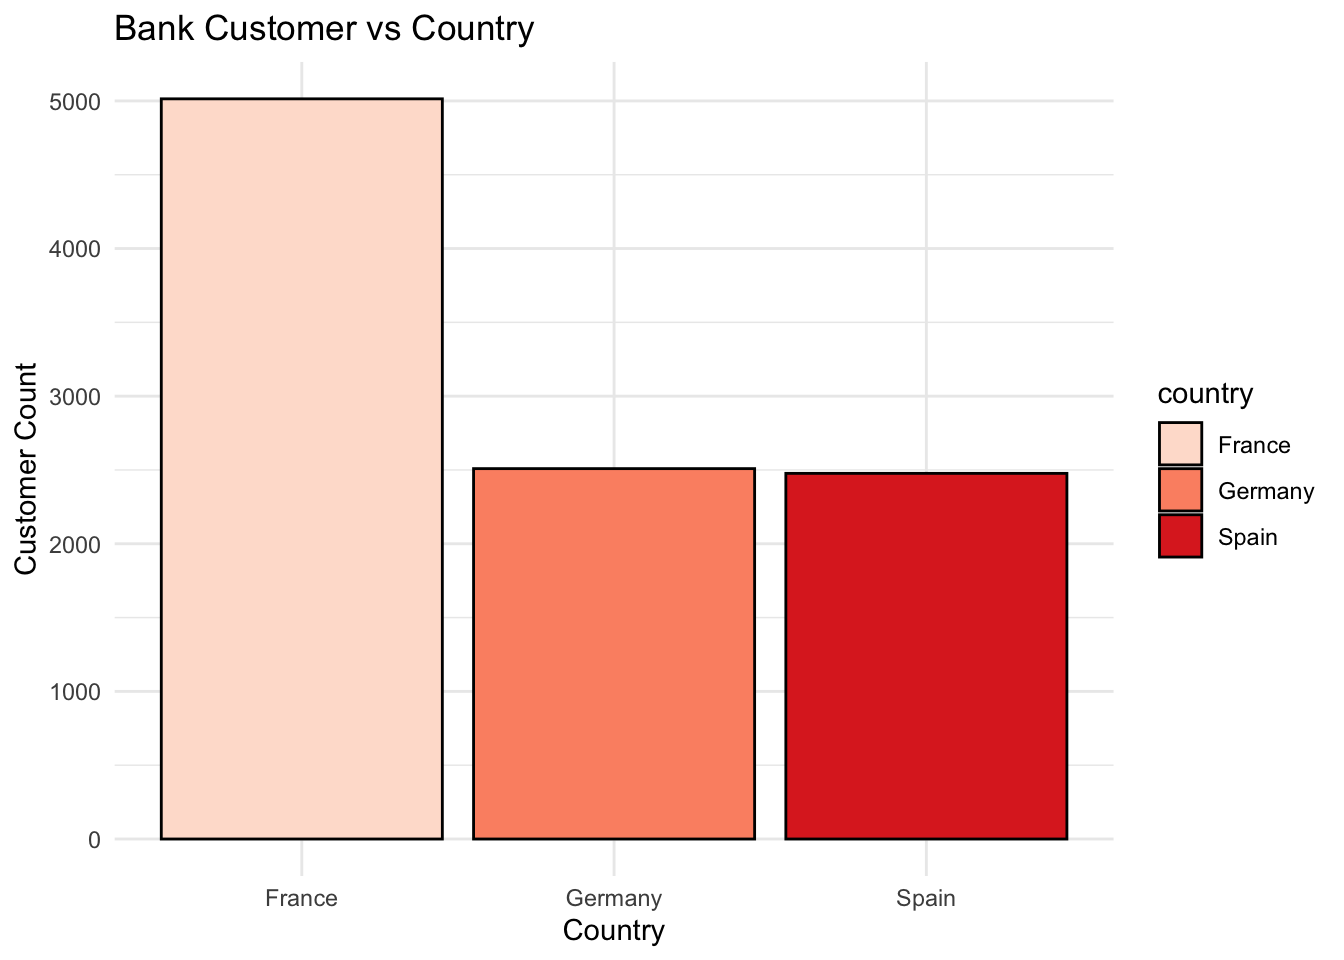 Bank Customer vs Country
5000
4000
3000
2000
1000
0
Customer Count
France
Germany
Spain
Country
country
France
Germany
Spain